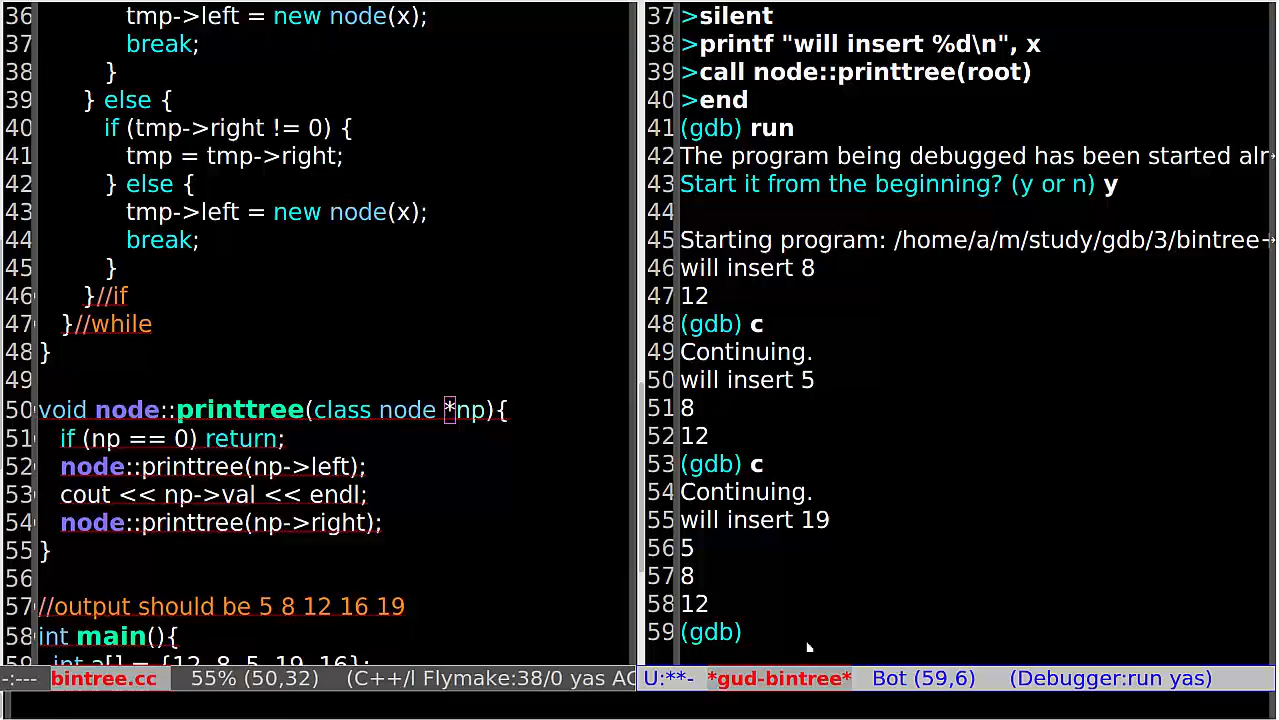 36 tmp->left = new node(x);
37 break;
38 }
39 } else {
40 if (tmp->right != 0) {
41 tmp = tmp->right;
42 } else {
43 tmp->left = new node(x);
44 break;
45 }
46 }//if
47 }//while
48 }
49
50 void node::printtree(class node *np){
51 if (np == 0) return;
52 node::printtree(np->left);
53 cout << np->val << endl;
54 node::printtree(np->right);
55 }
56
57 //output should be 5 8 12 16 19
58 int main(){
59 int a[] = {12, 8, 5, 19, 16};
-:--- bintree.cc 55% (50,32) (C++/l Flymake:38/0 yas AC
37 >silent
38 >printf "will insert %d\n", x
39 >call node::printtree(root)
40 >end
41 (gdb) run
42 The program being debugged has been started alr
43 Start it from the beginning? (y or n) y
44
45 Starting program: /home/a/m/study/gdb/3/bintree
46 will insert 8
47 12
48 (gdb) c
49 Continuing.
50 will insert 5
51 8
52 12
53 (gdb) c
54 Continuing.
55 will insert 19
56 5
57 8
58 12
59 (gdb)
U:**- *gud-bintree* Bot (59,6) (Debugger:run yas)